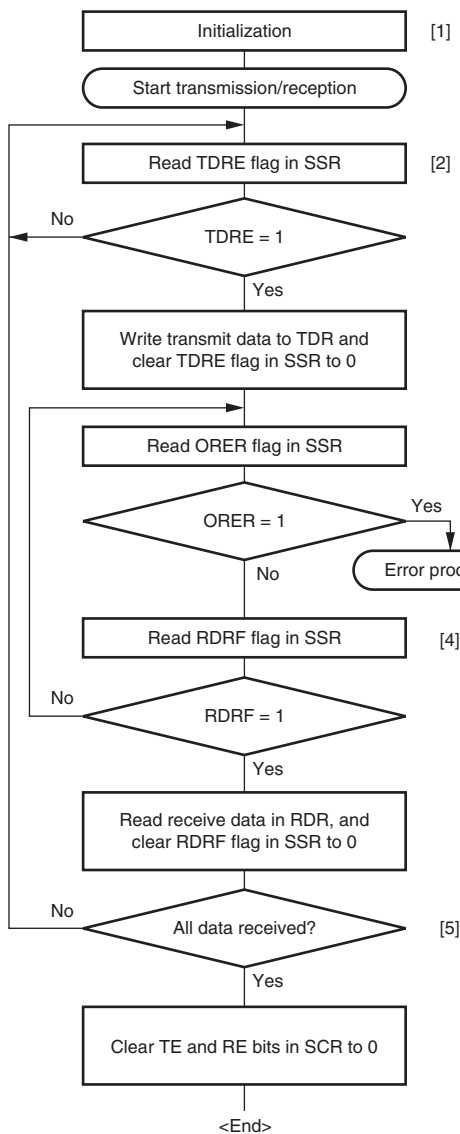 Initialization [1]
Start transmission/reception
Read TDRE flag in SSR [2]
No
TDRE = 1
Yes
Write transmit data to TDR and
clear TDRE flag in SSR to 0
Read ORER flag in SSR
Yes
ORER = 1
No
Error
Read RDRF flag in SSR [4]
No
RDRF = 1
Yes
Read receive data in RDR, and
clear RDRF flag in SSR to 0
No
All data received? [5]
Yes
Clear TE and RE bits in SCR to 0
<End>